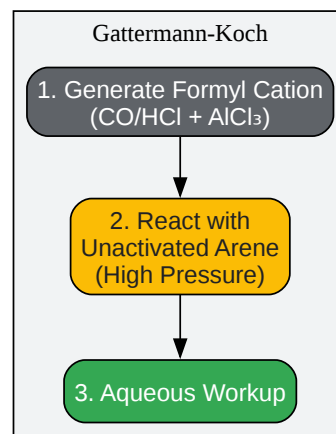 Gattermann-Koch
1. Generate Formyl Cation
(CO/HCl + AlCl₃)
2. React with
Unactivated Arene
(High Pressure)
3. Aqueous Workup